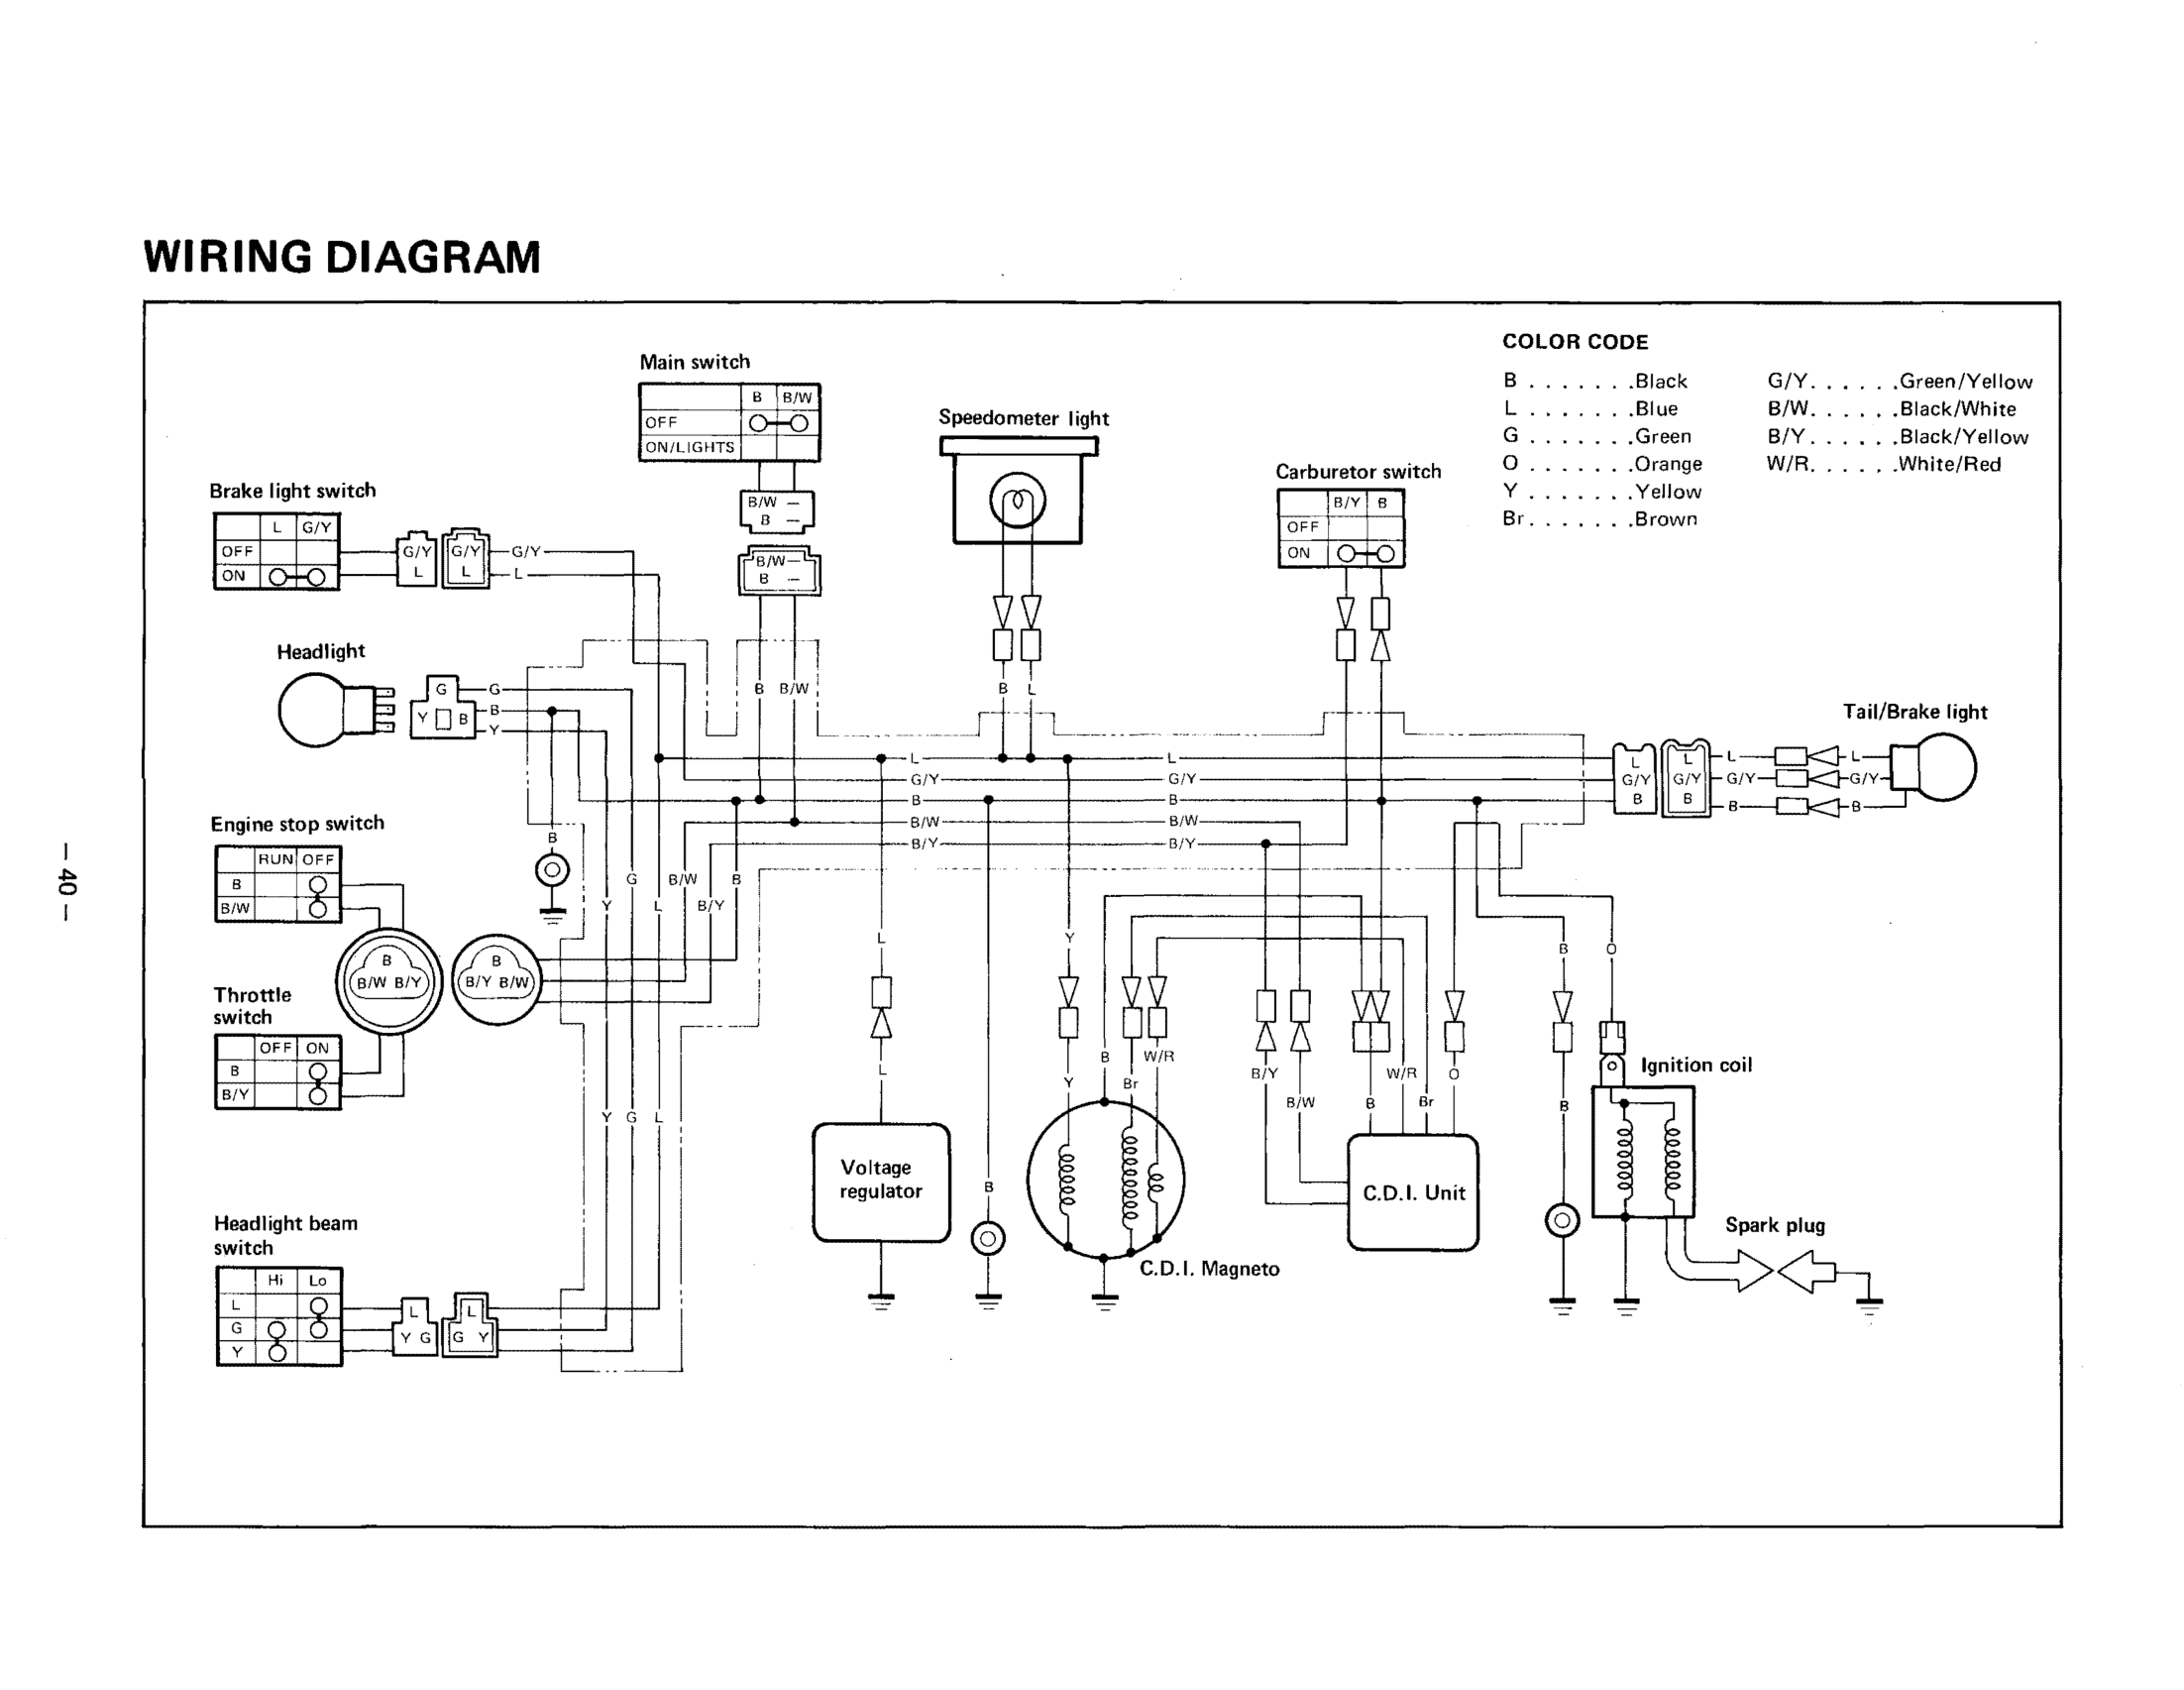 WIRING DIAGRAM
COLOR CODE
B . . . . . . . .Black
L . . . . . . . .Blue
G . . . . . . . .Green
O . . . . . . . .Orange
Y . . . . . . . .Yellow
Br. . . . . . . .Brown
G/Y. . . . . . .Green/Yellow
B/W. . . . . . .Black/White
B/Y. . . . . . .Black/Yellow
W/R. . . . . . .White/Red
Main switch
B B/W
OFF
ON/LIGHTS
B/W —
B —
B/W —
B —
B B/W
Speedometer light
B L
Carburetor switch
B/Y B
OFF
ON
Brake light switch
L G/Y
OFF
ON
G/Y
L
G/Y
L
G/Y
L
Headlight
G
Y B
G
B
Y
B
Tail/Brake light
L
G/Y
B
L
G/Y
B
L L
G/Y G/Y
B B
L L
G/Y G/Y
B B
B/W B/W
B/Y B/Y
Engine stop switch
RUN OFF
B
B/W
B
B/W B/Y
B
B/Y B/W
G B/W B
Y L B/Y
Throttle
switch
OFF ON
B
B/Y
Y G L
Headlight beam
switch
Hi Lo
L
G
Y
L
Y G
L
G Y
L
L
Voltage
regulator
B
Y
Y
B
Br
W/R
C.D.I. Magneto
B/Y
B/W
B
W/R
Br
O
C.D.I. Unit
B
O
B
Ignition coil
Spark plug
— 40 —